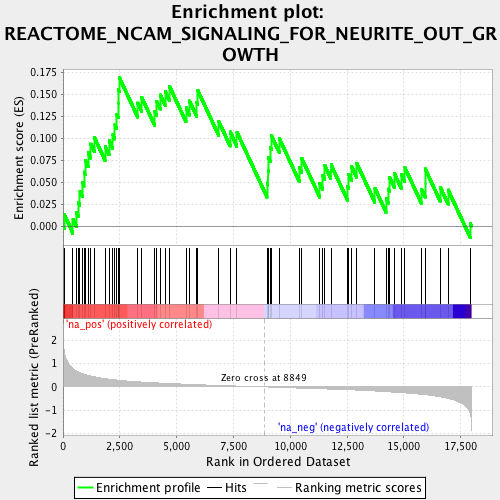 Enrichment plot:
REACTOME_NCAM_SIGNALING_FOR_NEURITE_OUT_GR
OWTH
Enrichment score (ES)
0.175
0.150
0.125
0.100
0.075
0.050
0.025
0.000
'na_pos' (positively correlated)
Ranked list metric (PreRanked)
2
1
0
-1
-2
Zero cross at 8849
'na_neg' (negatively correlated)
0
2,500
5,000
7,500
10,000
12,500
15,000
17,500
Rank in Ordered Dataset
Enrichment profile
Hits
Ranking metric scores